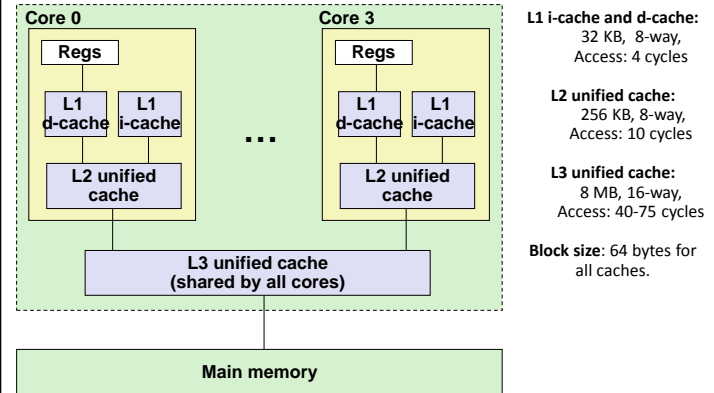 Core 0
Regs
L1
d-cache
L1
i-cache
L2 unified
cache
...
Core 3
Regs
L1
d-cache
L1
i-cache
L2 unified
cache
L3 unified cache
(shared by all cores)
Main memory
L1 i-cache and d-cache:
32 KB, 8-way,
Access: 4 cycles
L2 unified cache:
256 KB, 8-way,
Access: 10 cycles
L3 unified cache:
8 MB, 16-way,
Access: 40-75 cycles
Block size: 64 bytes for
all caches.